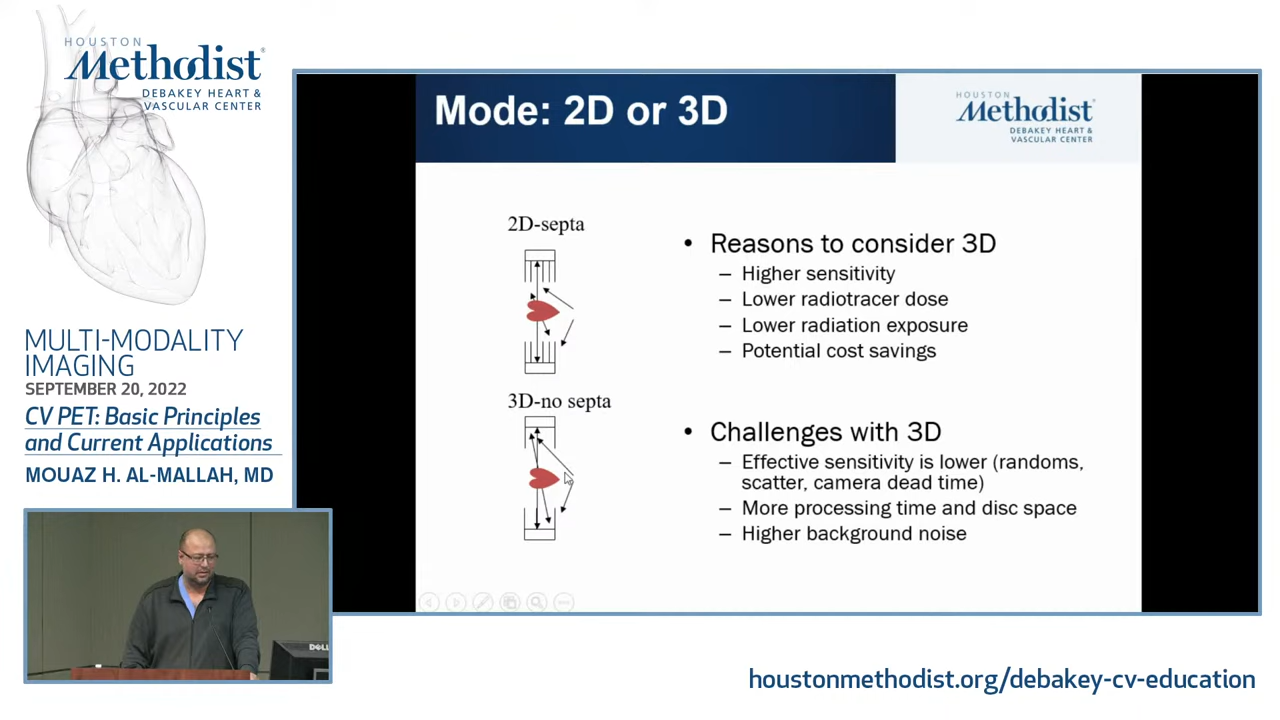 HOUSTON
Methodist
DEBAKEY HEART &
VASCULAR CENTER
MULTI-MODALITY
IMAGING
SEPTEMBER 20, 2022
CV PET: Basic Principles
and Current Applications
MOUAZ H. AL-MALLAH, MD
Mode: 2D or 3D
HOUSTON
Methodist
DEBAKEY HEART &
VASCULAR CENTER
2D-septa
3D-no septa
• Reasons to consider 3D
– Higher sensitivity
– Lower radiotracer dose
– Lower radiation exposure
– Potential cost savings
• Challenges with 3D
– Effective sensitivity is lower (randoms,
scatter, camera dead time)
– More processing time and disc space
– Higher background noise
DELL
houstonmethodist.org/debakey-cv-education